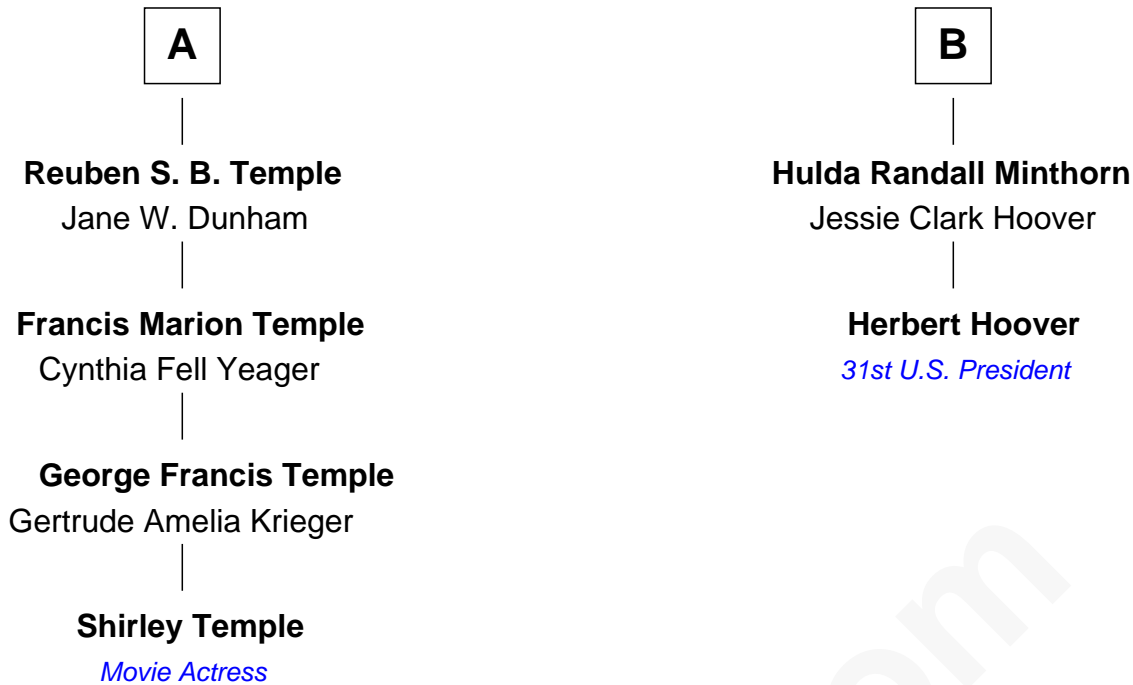 A
Reuben S. B. Temple
Jane W. Dunham
Francis Marion Temple
Cynthia Fell Yeager
George Francis Temple
Gertrude Amelia Krieger
Shirley Temple
Movie Actress
B
Hulda Randall Minthorn
Jessie Clark Hoover
Herbert Hoover
31st U.S. President
om